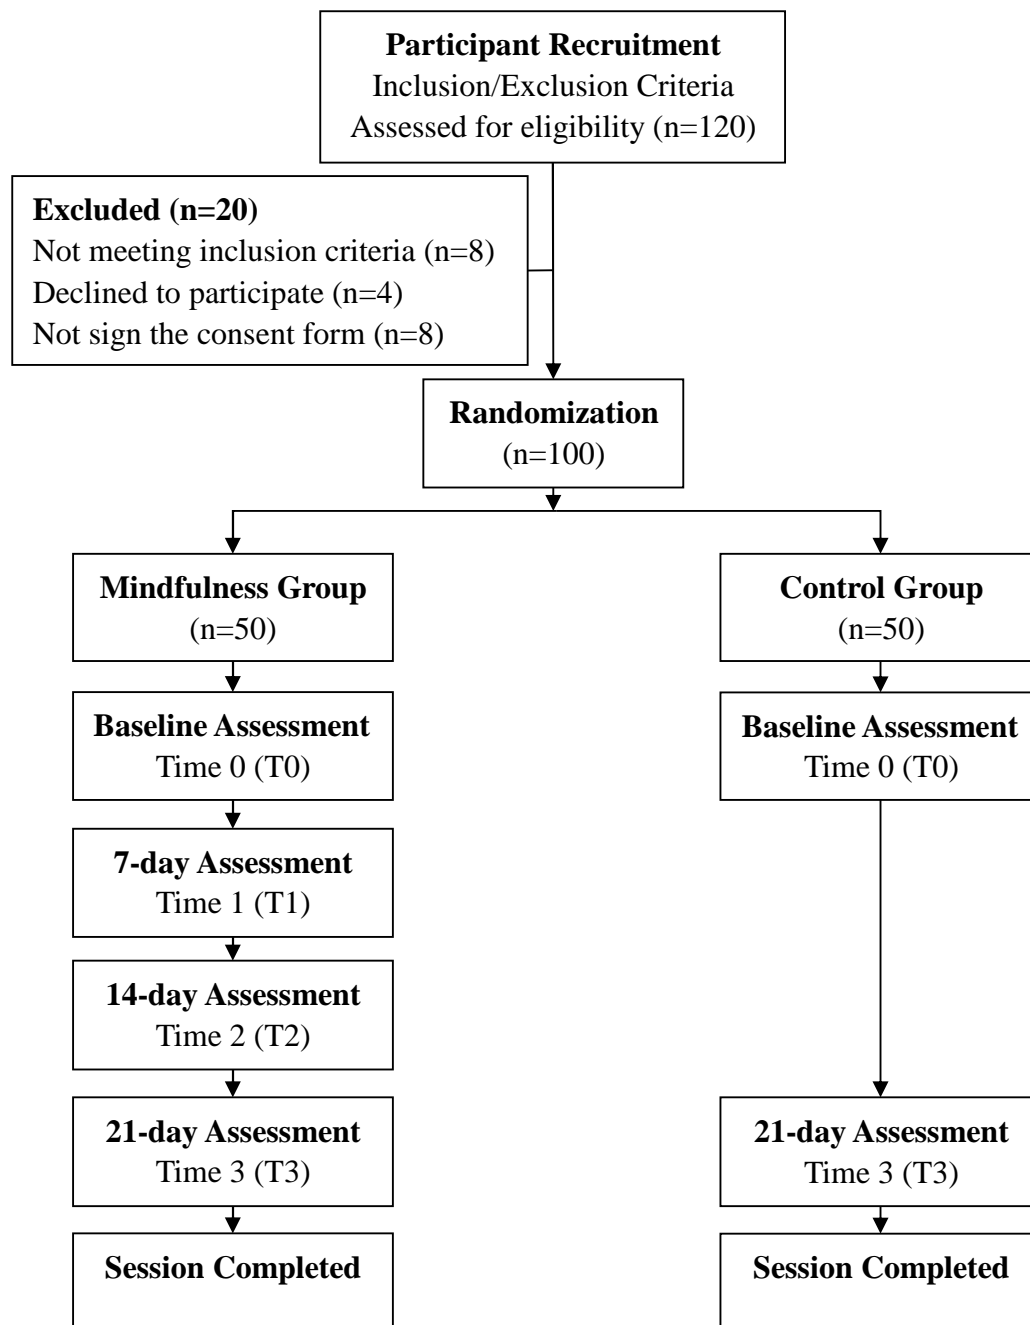 Participant Recruitment
Inclusion/Exclusion Criteria
Assessed for eligibility (n=120)
Excluded (n=20)
Not meeting inclusion criteria (n=8)
Declined to participate (n=4)
Not sign the consent form (n=8)
Randomization
(n=100)
Mindfulness Group
(n=50)
Control Group
(n=50)
Baseline Assessment
Time 0 (T0)
Baseline Assessment
Time 0 (T0)
7-day Assessment
Time 1 (T1)
14-day Assessment
Time 2 (T2)
21-day Assessment
Time 3 (T3)
21-day Assessment
Time 3 (T3)
Session Completed
Session Completed